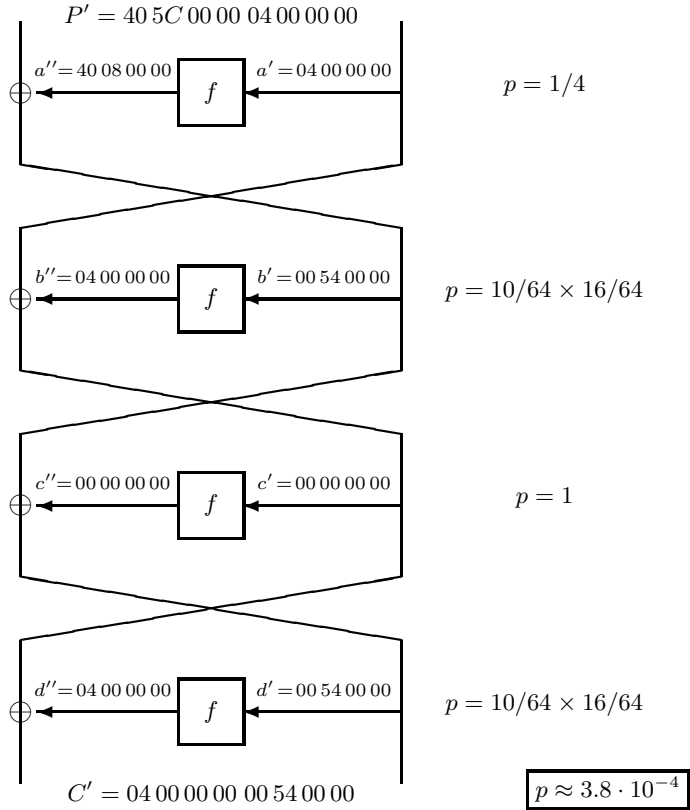 P′ = 40 5C 00 00 04 00 00 00
a″= 40 08 00 00 f a′ = 04 00 00 00 p = 1/4
b″= 04 00 00 00 f b′ = 00 54 00 00 p = 10/64 × 16/64
c″= 00 00 00 00 f c′ = 00 00 00 00 p = 1
d″= 04 00 00 00 f d′ = 00 54 00 00 p = 10/64 × 16/64
C′ = 04 00 00 00 00 54 00 00 p ≈ 3.8 · 10⁻⁴